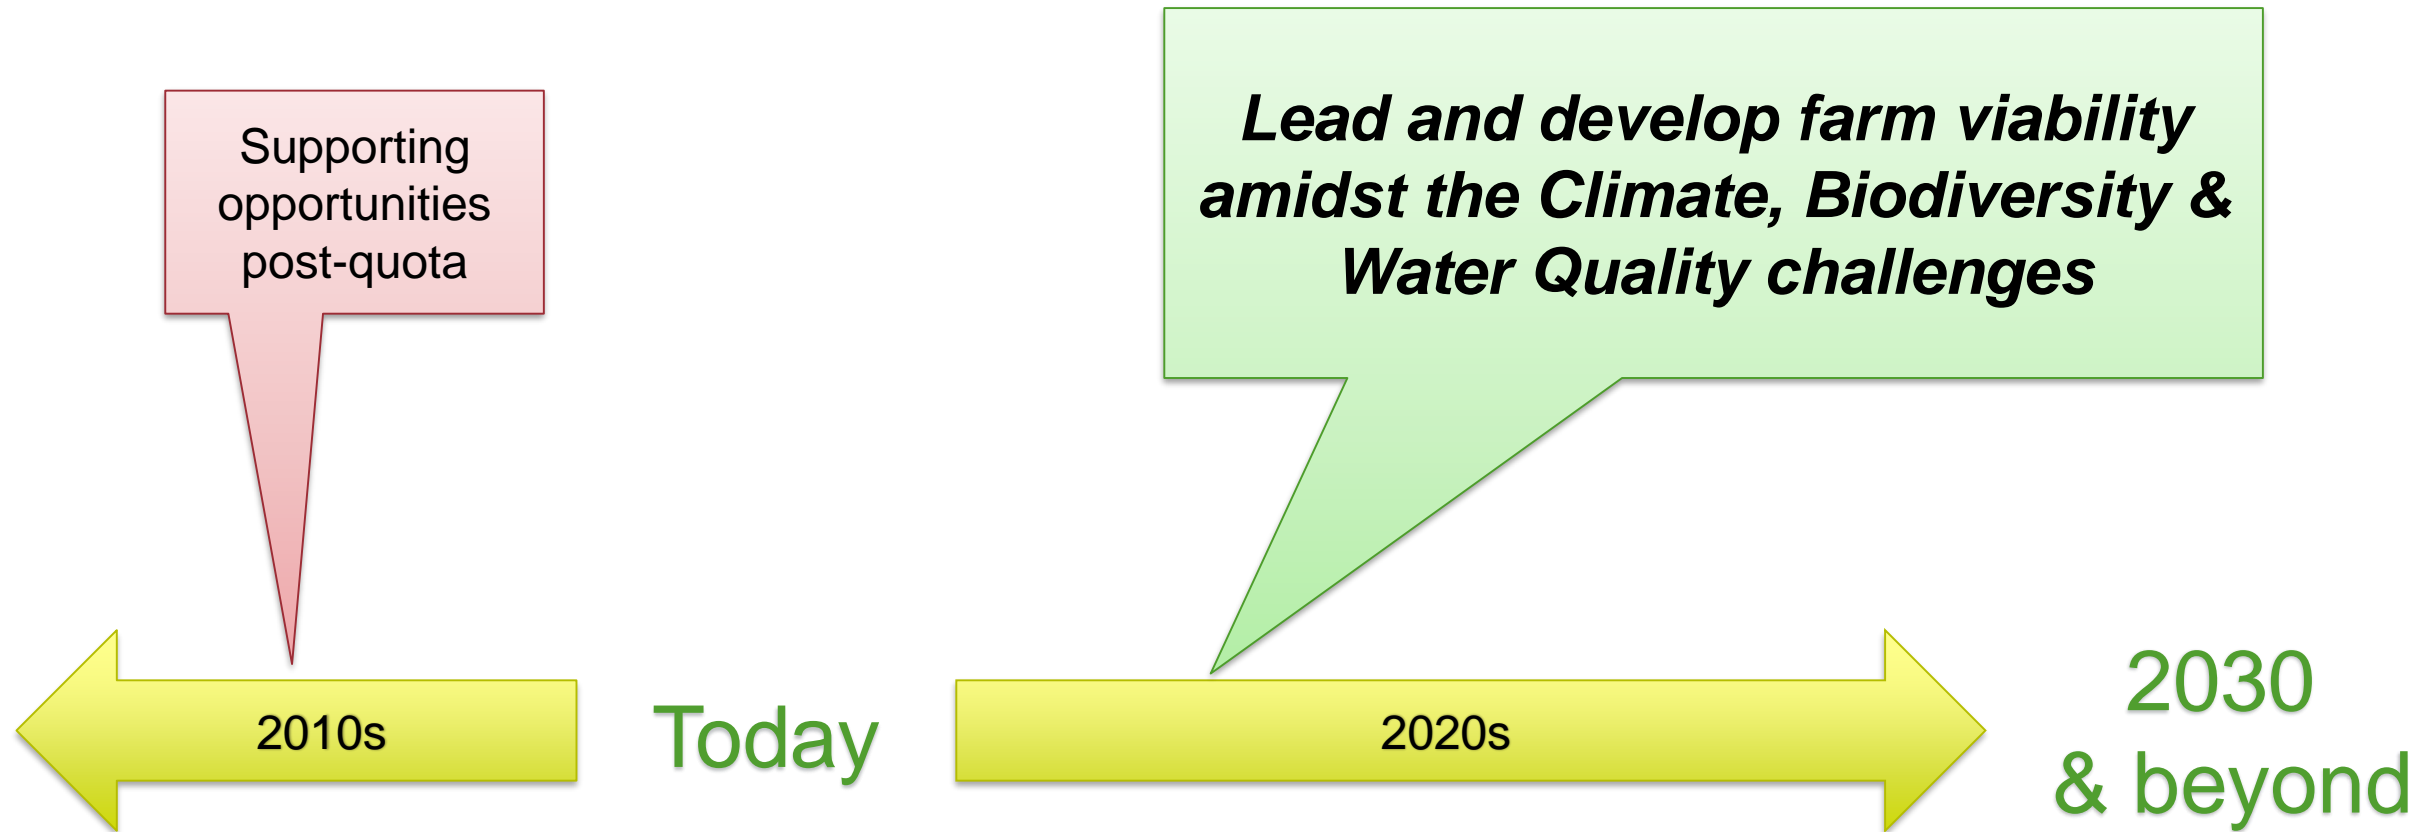 Supporting
opportunities
post-quota
Lead and develop farm viability
amidst the Climate, Biodiversity &
Water Quality challenges
2010s
Today
2020s
2030
& beyond